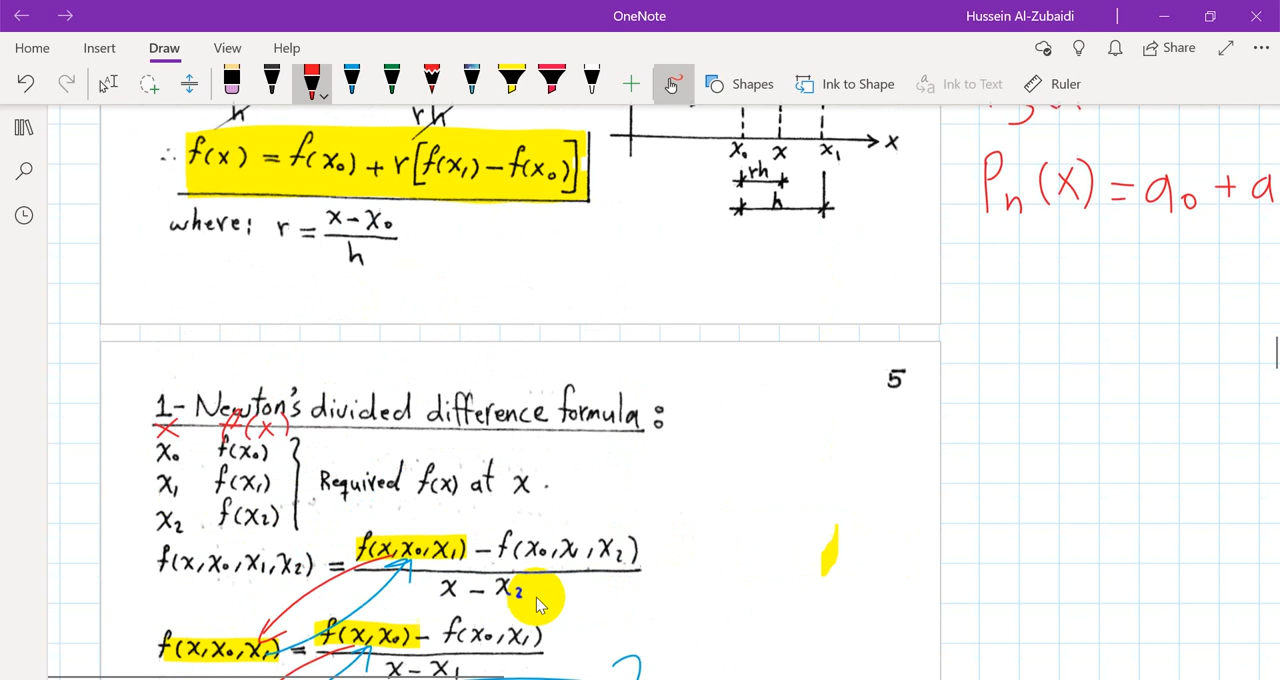 OneNote
Hussein Al-Zubaidi
Home Insert Draw View Help
Share
Shapes Ink to Shape Ink to Text Ruler
h rh
∴ f(x) = f(x₀) + r[f(x₁) - f(x₀)]
where: r = (x - x₀)/h
x₀ x x₁ x
rh
h
Pₙ(x) = a₀ + a
5
1- Newton's divided difference formula:
x f(x)
x₀ f(x₀)
x₁ f(x₁) Required f(x) at x.
x₂ f(x₂)
f(x,x₀,x₁,x₂) = (f(x,x₀,x₁) - f(x₀,x₁,x₂))/(x - x₂)
f(x,x₀,x₁) = (f(x,x₀) - f(x₀,x₁))/(x - x₁)